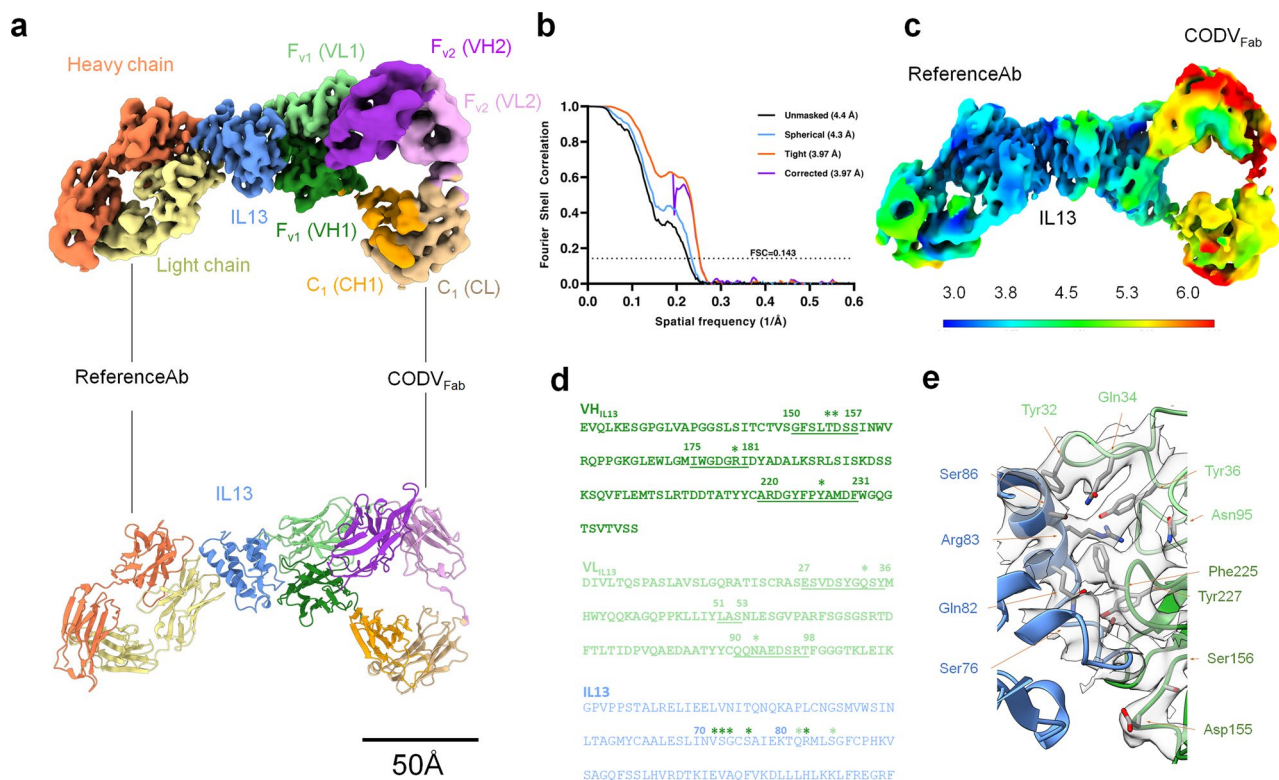 a
Heavy chain
Fv1 (VL1)
Fv2 (VH2)
Fv2 (VL2)
IL13
Fv1 (VH1)
Light chain
C1 (CH1)
C1 (CL)
ReferenceAb
CODVFab
IL13
50Å
b
Fourier Shell Correlation
1.0
0.8
0.6
0.4
0.2
0.0
Unmasked (4.4 Å)
Spherical (4.3 Å)
Tight (3.97 Å)
Corrected (3.97 Å)
FSC=0.143
0.0 0.1 0.2 0.3 0.4 0.5 0.6
Spatial frequency (1/Å)
c
CODVFab
ReferenceAb
IL13
3.0 3.8 4.5 5.3 6.0
d
VHIL13
150 ** 157
EVQLKESGPGLVAPGGSLSITCTVSGFSLTDSSINWV
175 * 181
RQPPGKGLEWLGMIWGDGRIDYADALKSRLSISKDSS
220 * 231
KSQVFLEMTSLRTDDTATYYCARDGYFPYAMDFWGQG
TSVTVSS
VLIL13
27 * 36
DIVLTQSPASLAVSLGQRATISCRASESVDSYGQSYM
51 53
HWYQQKAGQPPKLLIYLASNLESGVPARFSGSGSRTD
90 * 98
FTLTIDPVQAEDAATYYCQQNAEDSRTFGGGTKLEIK
IL13
GPVPPSTALRELIEELVNITQNQKAPLCNGSMVWSIN
70 *** * 80 ** *
LTAGMYCAALESLINVSGCSAIEKTQRMLSGFCPHKV
SAGQFSSLHVRDTKIEVAQFVKDLLLHLKKLFREGRF
e
Tyr32
Gln34
Ser86
Tyr36
Asn95
Arg83
Phe225
Gln82
Tyr227
Ser76
Ser156
Asp155